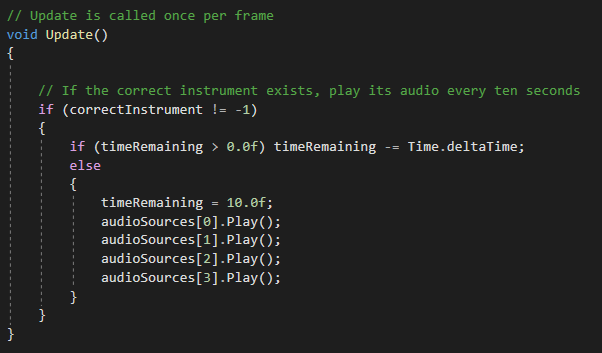 // Update is called once per frame
void Update()
{
// If the correct instrument exists, play its audio every ten seconds
if (correctInstrument != -1)
{
if (timeRemaining > 0.0f) timeRemaining -= Time.deltaTime;
else
{
timeRemaining = 10.0f;
audioSources[0].Play();
audioSources[1].Play();
audioSources[2].Play();
audioSources[3].Play();
}
}
}